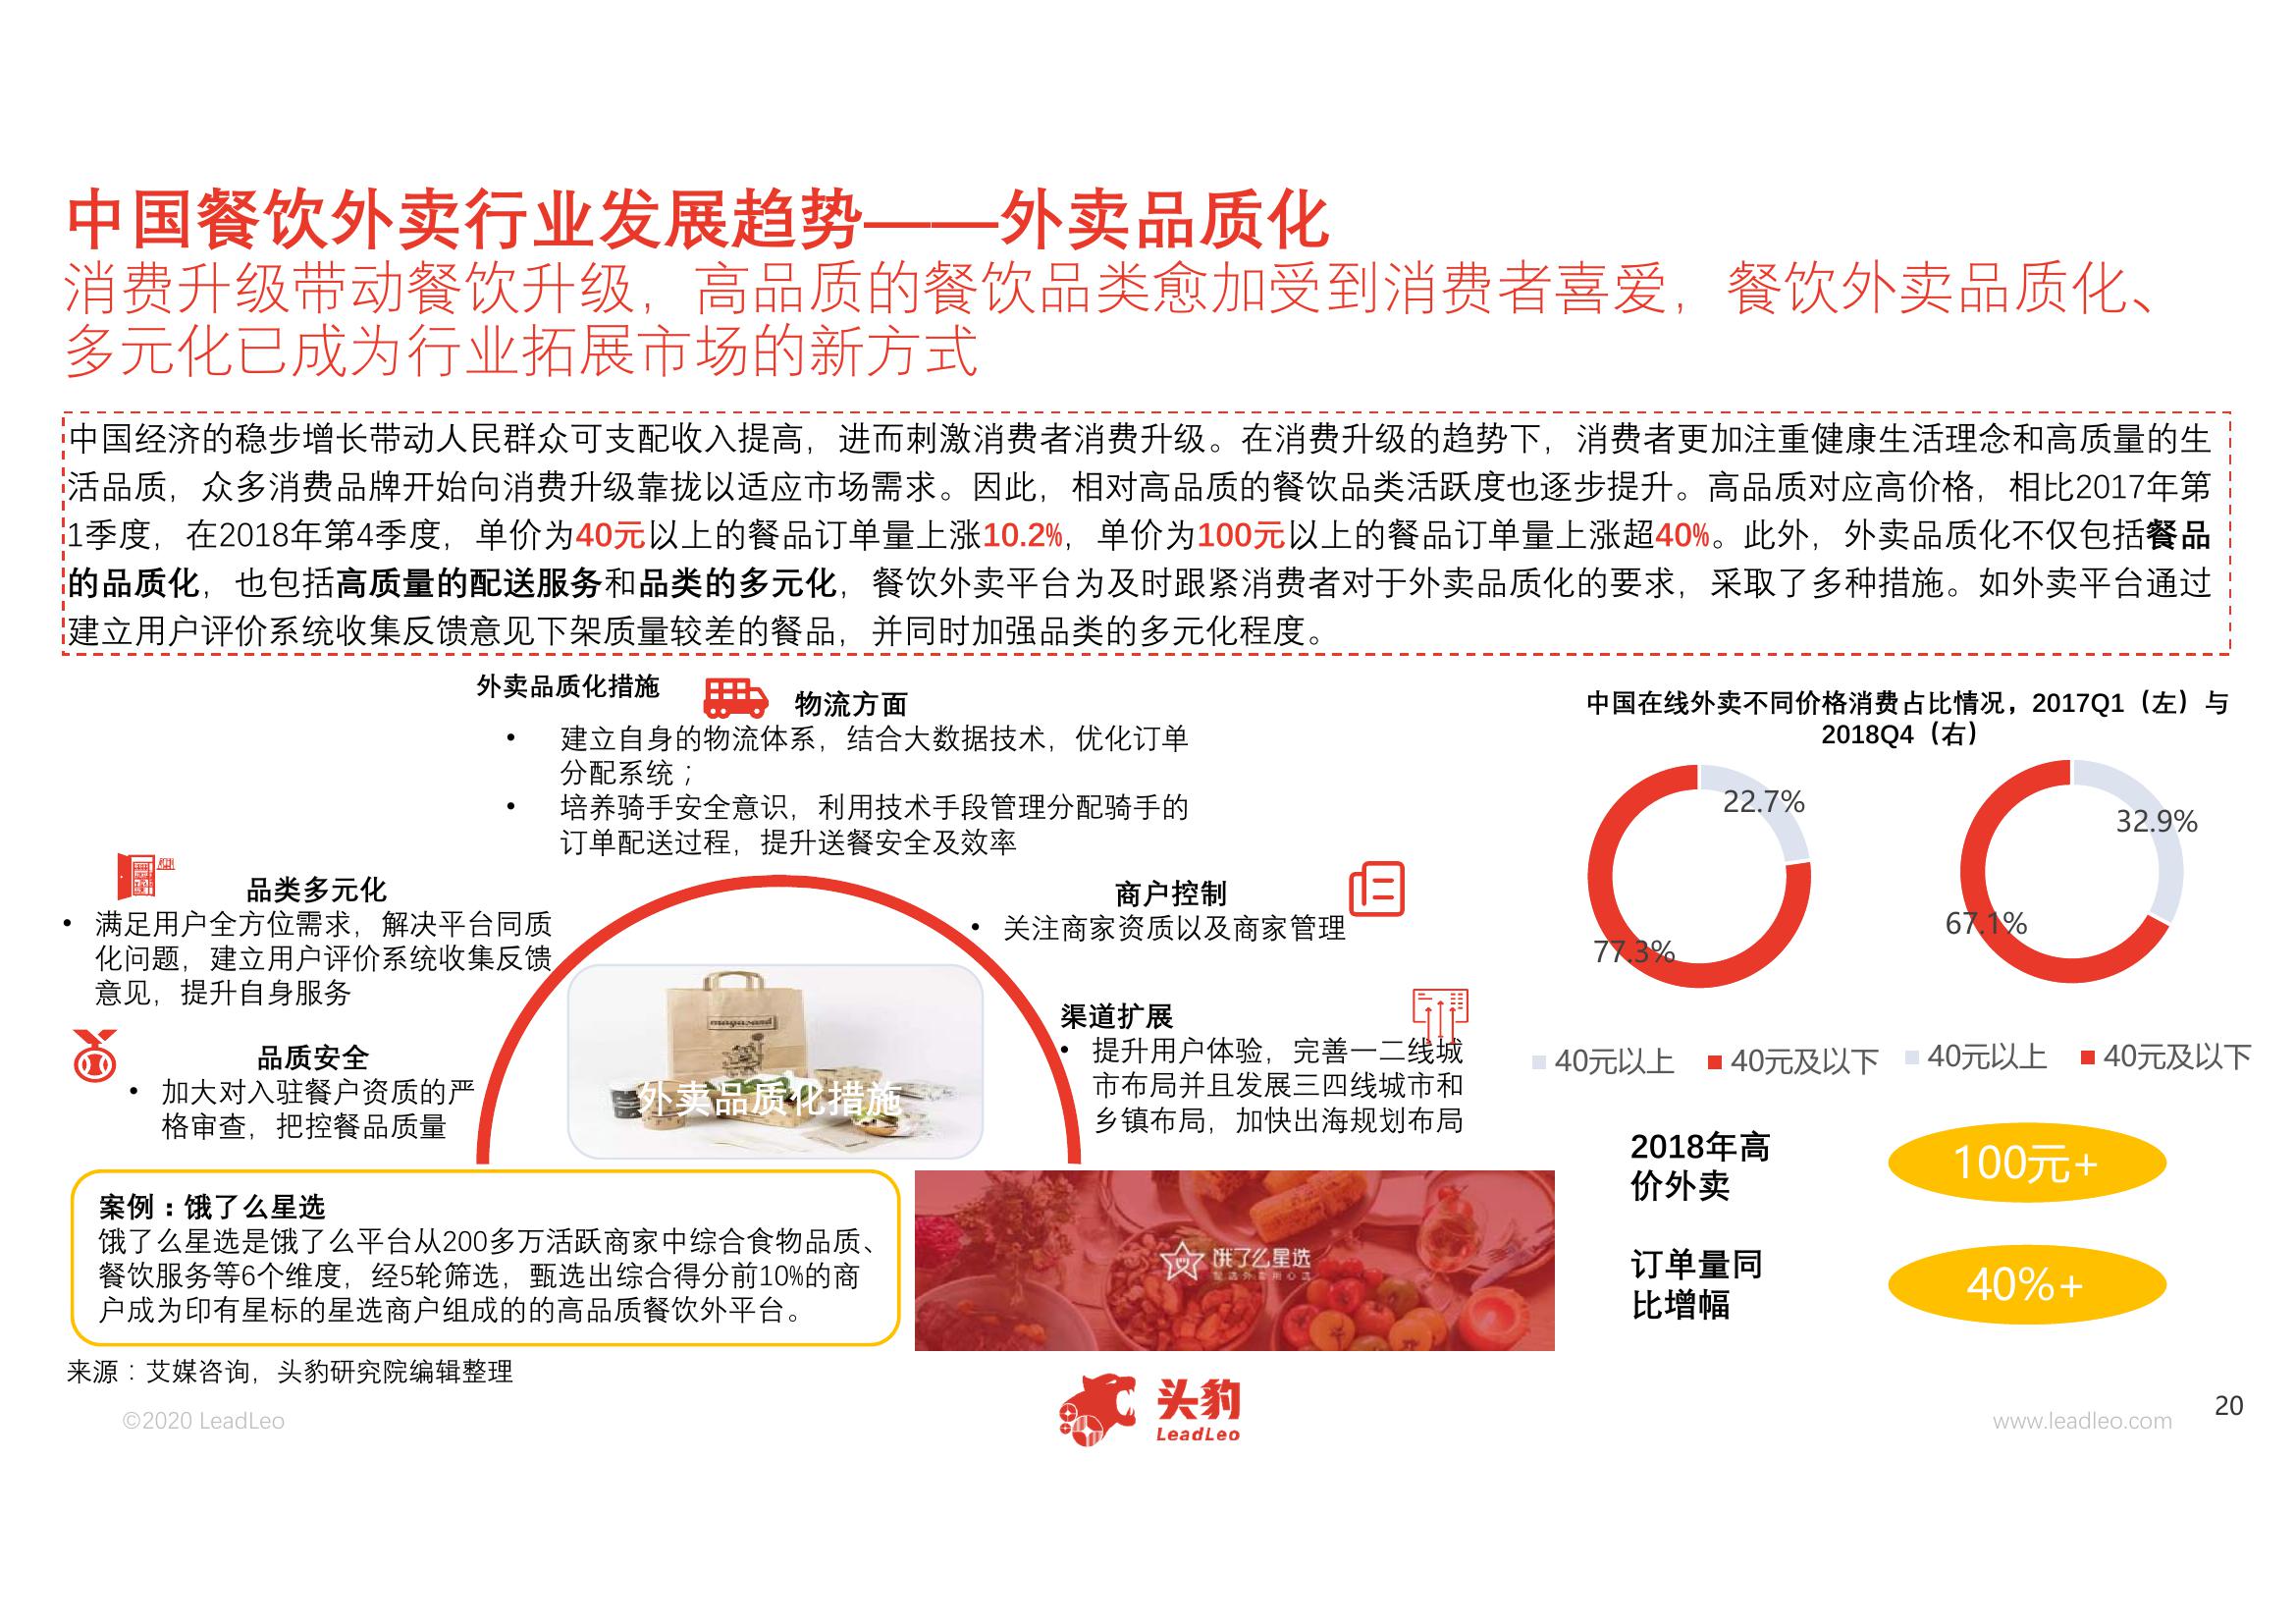 中国餐饮外卖行业发展趋势——外卖品质化
消费升级带动餐饮升级，高品质的餐饮品类愈加受到消费者喜爱，餐饮外卖品质化、
多元化已成为行业拓展市场的新方式
中国经济的稳步增长带动人民群众可支配收入提高，进而刺激消费者消费升级。在消费升级的趋势下，消费者更加注重健康生活理念和高质量的生
活品质，众多消费品牌开始向消费升级靠拢以适应市场需求。因此，相对高品质的餐饮品类活跃度也逐步提升。高品质对应高价格，相比2017年第
1季度，在2018年第4季度，单价为40元以上的餐品订单量上涨10.2%，单价为100元以上的餐品订单量上涨超40%。此外，外卖品质化不仅包括餐品
的品质化，也包括高质量的配送服务和品类的多元化，餐饮外卖平台为及时跟紧消费者对于外卖品质化的要求，采取了多种措施。如外卖平台通过
建立用户评价系统收集反馈意见下架质量较差的餐品，并同时加强品类的多元化程度。
外卖品质化措施
物流方面
• 建立自身的物流体系，结合大数据技术，优化订单
分配系统；
• 培养骑手安全意识，利用技术手段管理分配骑手的
订单配送过程，提升送餐安全及效率
品类多元化
• 满足用户全方位需求，解决平台同质
化问题，建立用户评价系统收集反馈
意见，提升自身服务
品质安全
• 加大对入驻餐户资质的严
格审查，把控餐品质量
商户控制
• 关注商家资质以及商家管理
渠道扩展
• 提升用户体验，完善一二线城
市布局并且发展三四线城市和
乡镇布局，加快出海规划布局
外卖品质化措施
案例：饿了么星选
饿了么星选是饿了么平台从200多万活跃商家中综合食物品质、
餐饮服务等6个维度，经5轮筛选，甄选出综合得分前10%的商
户成为印有星标的星选商户组成的的高品质餐饮外平台。
饿了么星选
中国在线外卖不同价格消费占比情况，2017Q1（左）与
2018Q4（右）
22.7%
77.3%
32.9%
67.1%
40元以上 40元及以下
40元以上 40元及以下
2018年高
价外卖
100元+
订单量同
比增幅
40%+
来源：艾媒咨询，头豹研究院编辑整理
©2020 LeadLeo
头豹
LeadLeo
www.leadleo.com
20